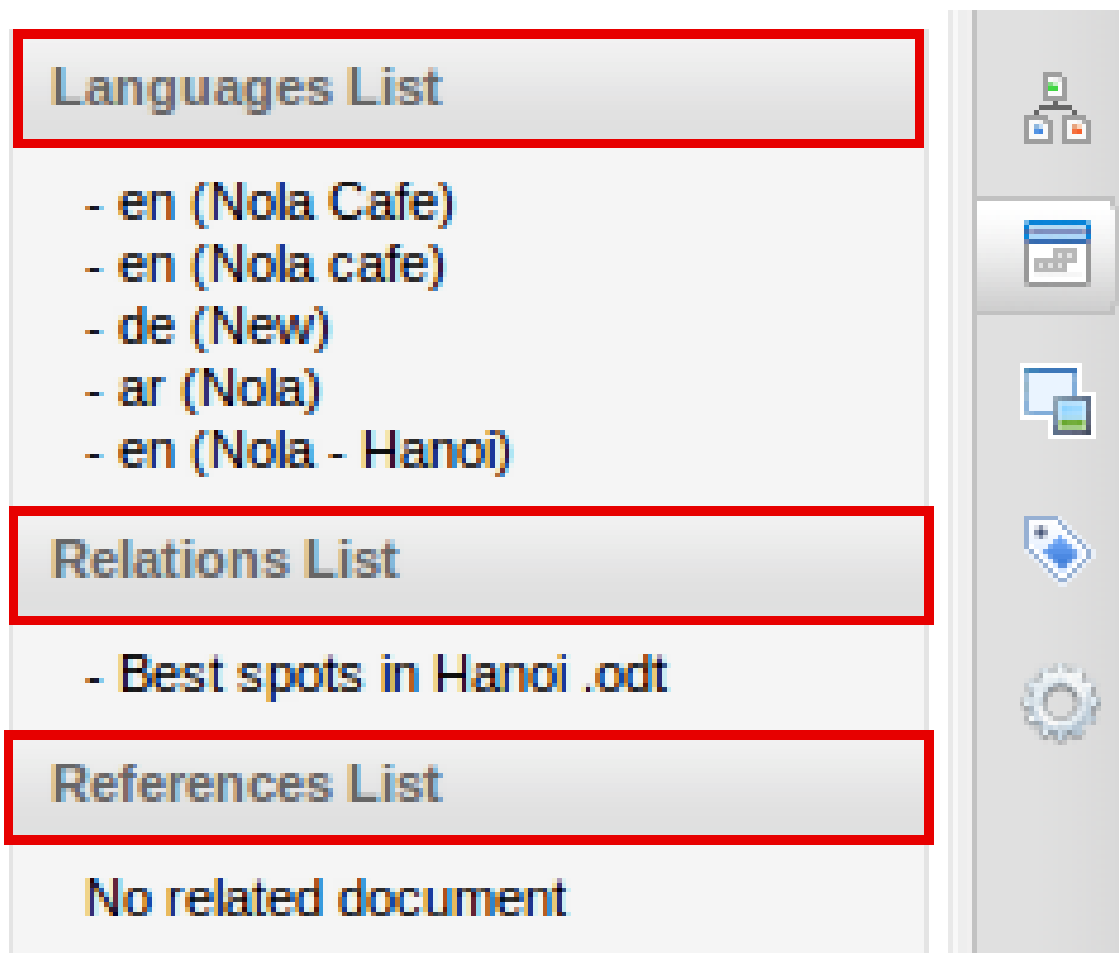 Languages List
- en (Nola Cafe)
- en (Nola cafe)
- de (New)
- ar (Nola)
- en (Nola - Hanoi)
Relations List
- Best spots in Hanoi .odt
References List
No related document